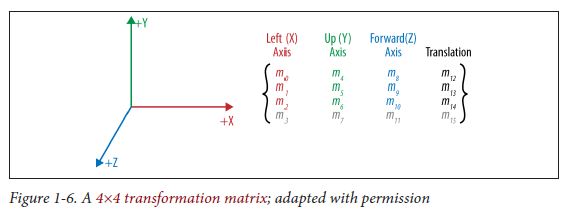 +Y
Left (X) Up (Y) Forward(Z)
Axiis Axis Axis Translation
m0 m4 m8 m12
m1 m5 m9 m13
m2 m6 m10 m14
m3 m7 m11 m15
+X
+Z
Figure 1-6. A 4×4 transformation matrix; adapted with permission